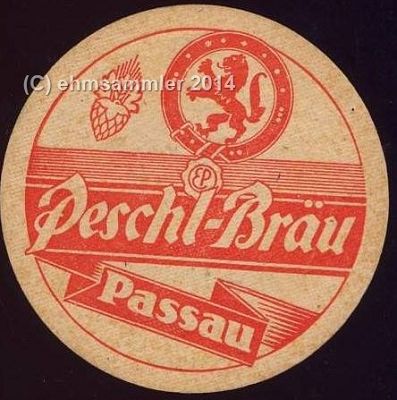 (C) ehmsammler 2014
EP
Peschl-Bräu
Passau